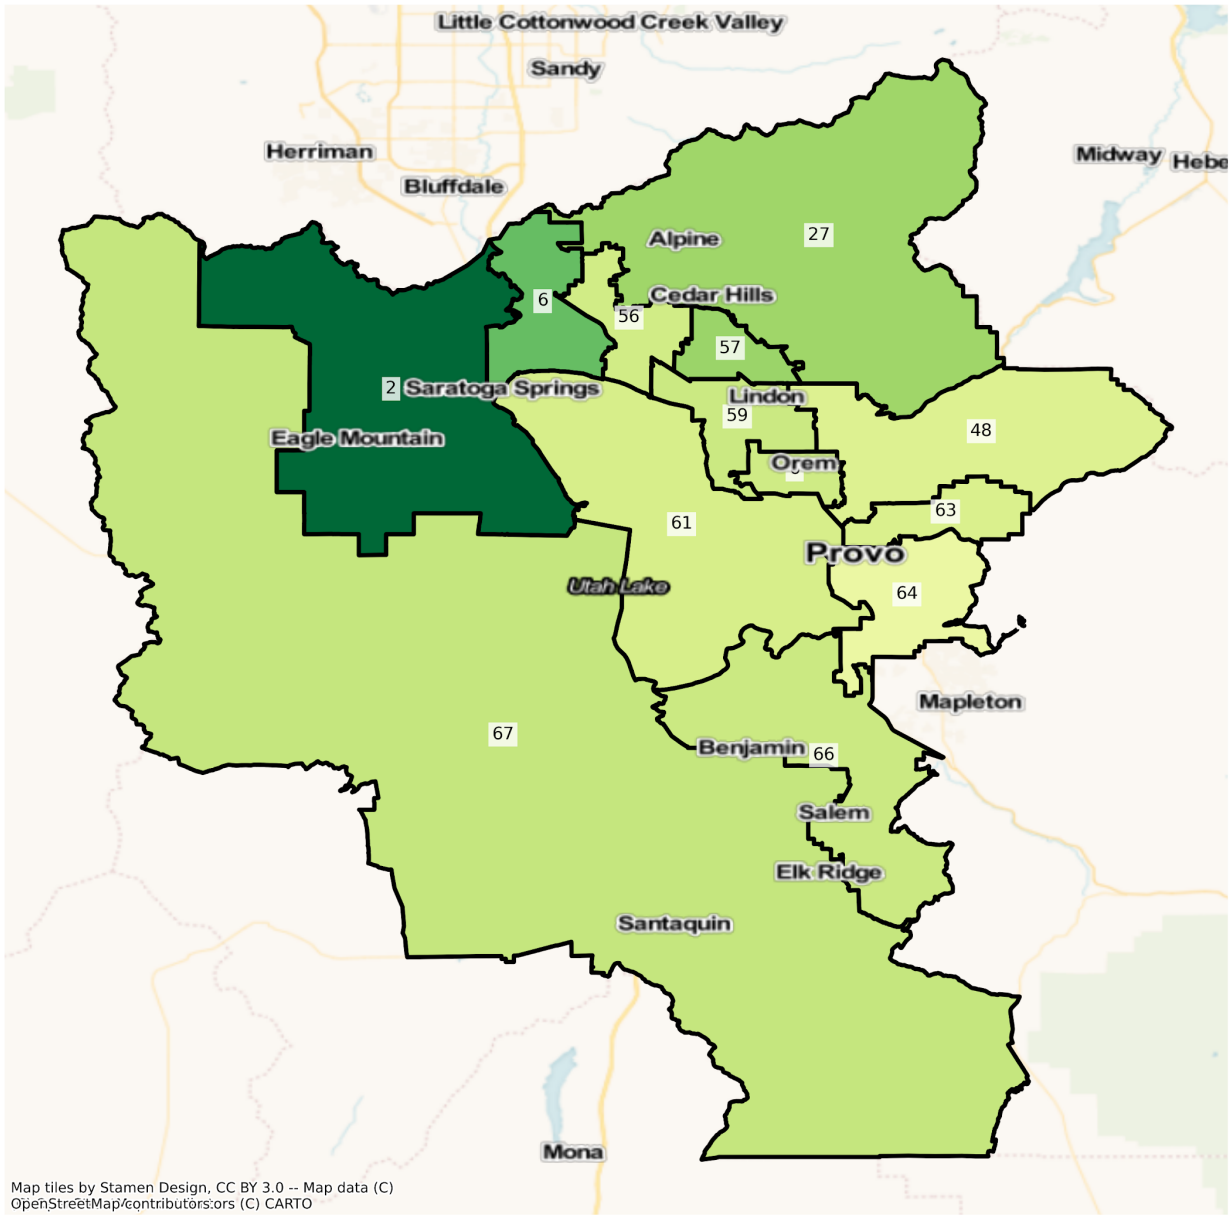 Little Cottonwood Creek Valley
Sandy
Herriman
Midway
Hebe
Bluffdale
27
Alpine
Cedar Hills
6
56
57
2
Saratoga Springs
Lindon
59
48
Eagle Mountain
Orem
63
61
Provo
Utah Lake
64
Mapleton
67
Benjamin
66
Salem
Elk Ridge
Santaquin
Mona
Map tiles by Stamen Design, CC BY 3.0 -- Map data (C)
OpenStreetMap contributors (C) CARTO